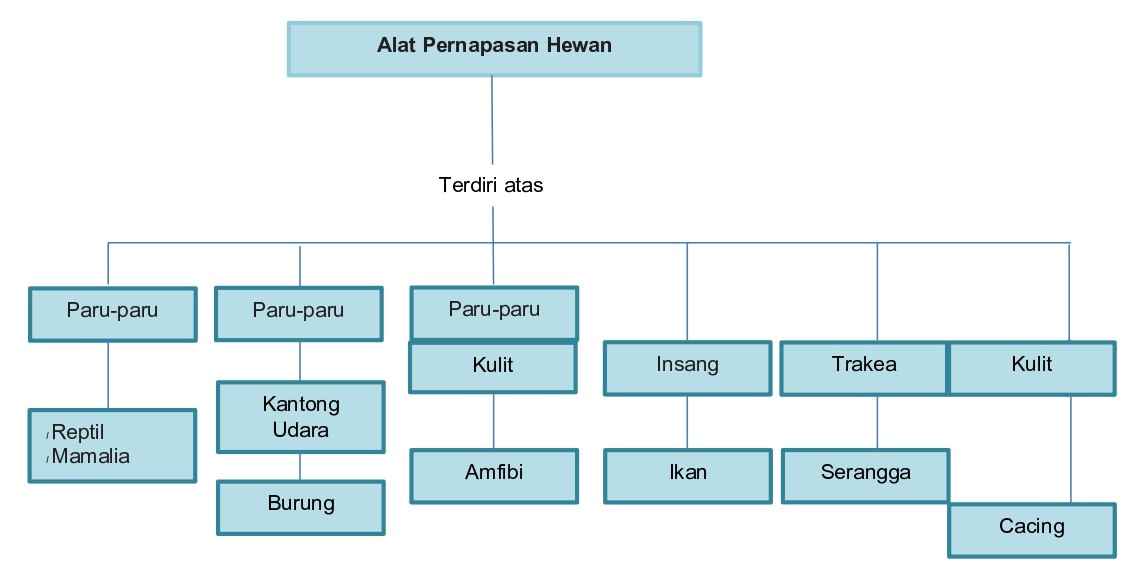 Alat Pernapasan Hewan
Terdiri atas
Paru-paru
Paru-paru
Paru-paru
Kulit
Insang
Trakea
Kulit
Kantong
Udara
Reptil
Mamalia
Amfibi
Ikan
Serangga
Burung
Cacing